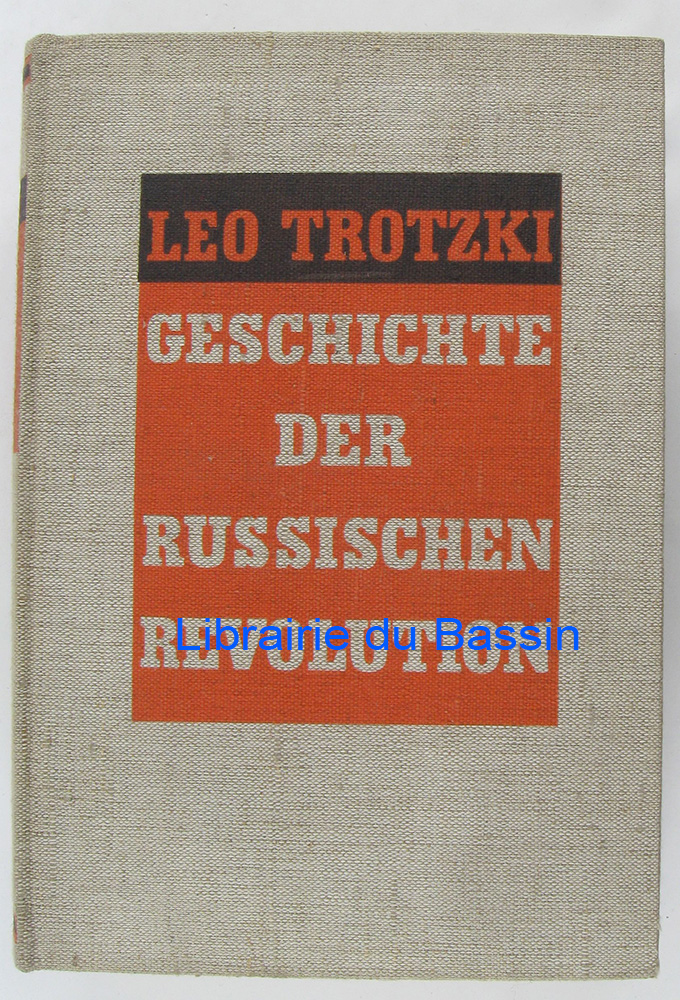 LEO TROTZKI
GESCHICHTE
DER
RUSSISCHEN
REVOLUTION
Librairie du Bassin